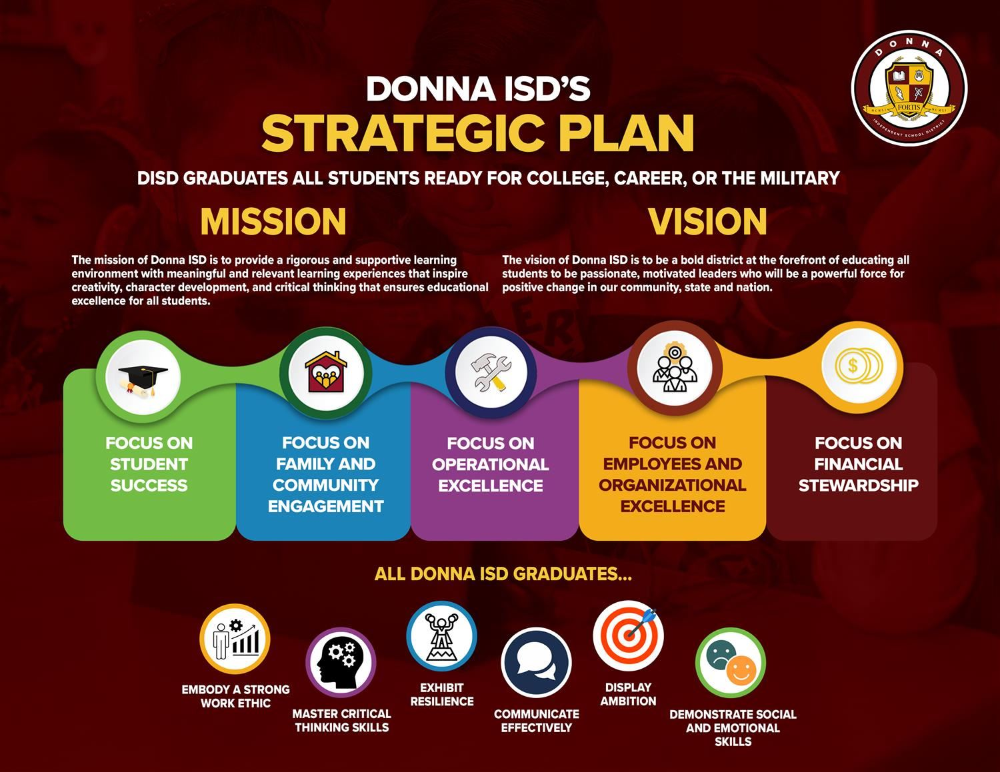 DONNA
FORTIS
MCMXI MCMXI
INDEPENDENT SCHOOL DISTRICT
DONNA ISD'S
STRATEGIC PLAN
DISD GRADUATES ALL STUDENTS READY FOR COLLEGE, CAREER, OR THE MILITARY
MISSION
The mission of Donna ISD is to provide a rigorous and supportive learning
environment with meaningful and relevant learning experiences that inspire
creativity, character development, and critical thinking that ensures educational
excellence for all students.
VISION
The vision of Donna ISD is to be a bold district at the forefront of educating all
students to be passionate, motivated leaders who will be a powerful force for
positive change in our community, state and nation.
$
FOCUS ON
STUDENT
SUCCESS
FOCUS ON
FAMILY AND
COMMUNITY
ENGAGEMENT
FOCUS ON
OPERATIONAL
EXCELLENCE
FOCUS ON
EMPLOYEES AND
ORGANIZATIONAL
EXCELLENCE
FOCUS ON
FINANCIAL
STEWARDSHIP
ALL DONNA ISD GRADUATES...
EMBODY A STRONG
WORK ETHIC
MASTER CRITICAL
THINKING SKILLS
EXHIBIT
RESILIENCE
COMMUNICATE
EFFECTIVELY
DISPLAY
AMBITION
DEMONSTRATE SOCIAL
AND EMOTIONAL
SKILLS